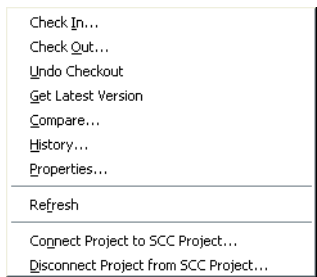 Check In...
Check Out...
Undo Checkout
Get Latest Version
Compare...
History...
Properties...
Refresh
Connect Project to SCC Project...
Disconnect Project from SCC Project...